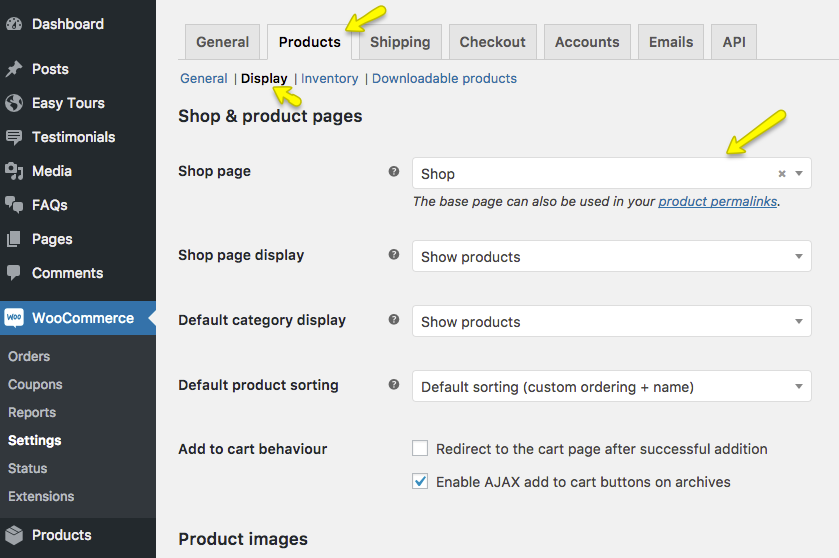 Dashboard
Posts
Easy Tours
Testimonials
Media
FAQs
Pages
Comments
WOO WooCommerce
Orders
Coupons
Reports
Settings
Status
Extensions
Products
General Products Shipping Checkout Accounts Emails API
General | Display | Inventory | Downloadable products
Shop & product pages
Shop page ? Shop × 
The base page can also be used in your product permalinks.
Shop page display ? Show products
Default category display ? Show products
Default product sorting ? Default sorting (custom ordering + name)
Add to cart behaviour Redirect to the cart page after successful addition
Enable AJAX add to cart buttons on archives
Product images